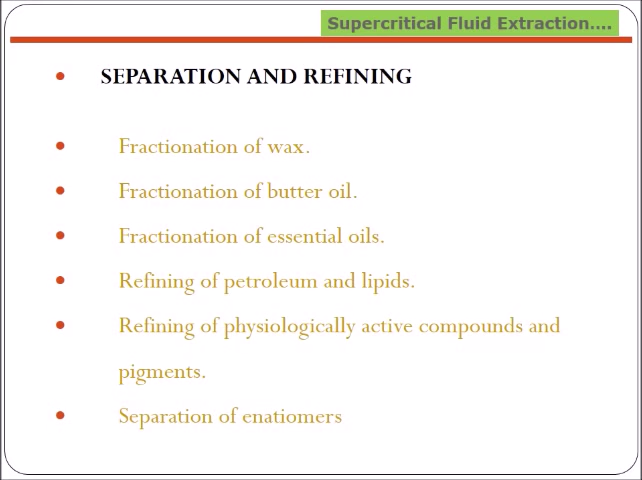 Supercritical Fluid Extraction....
• SEPARATION AND REFINING
• Fractionation of wax.
• Fractionation of butter oil.
• Fractionation of essential oils.
• Refining of petroleum and lipids.
• Refining of physiologically active compounds and
pigments.
• Separation of enatiomers